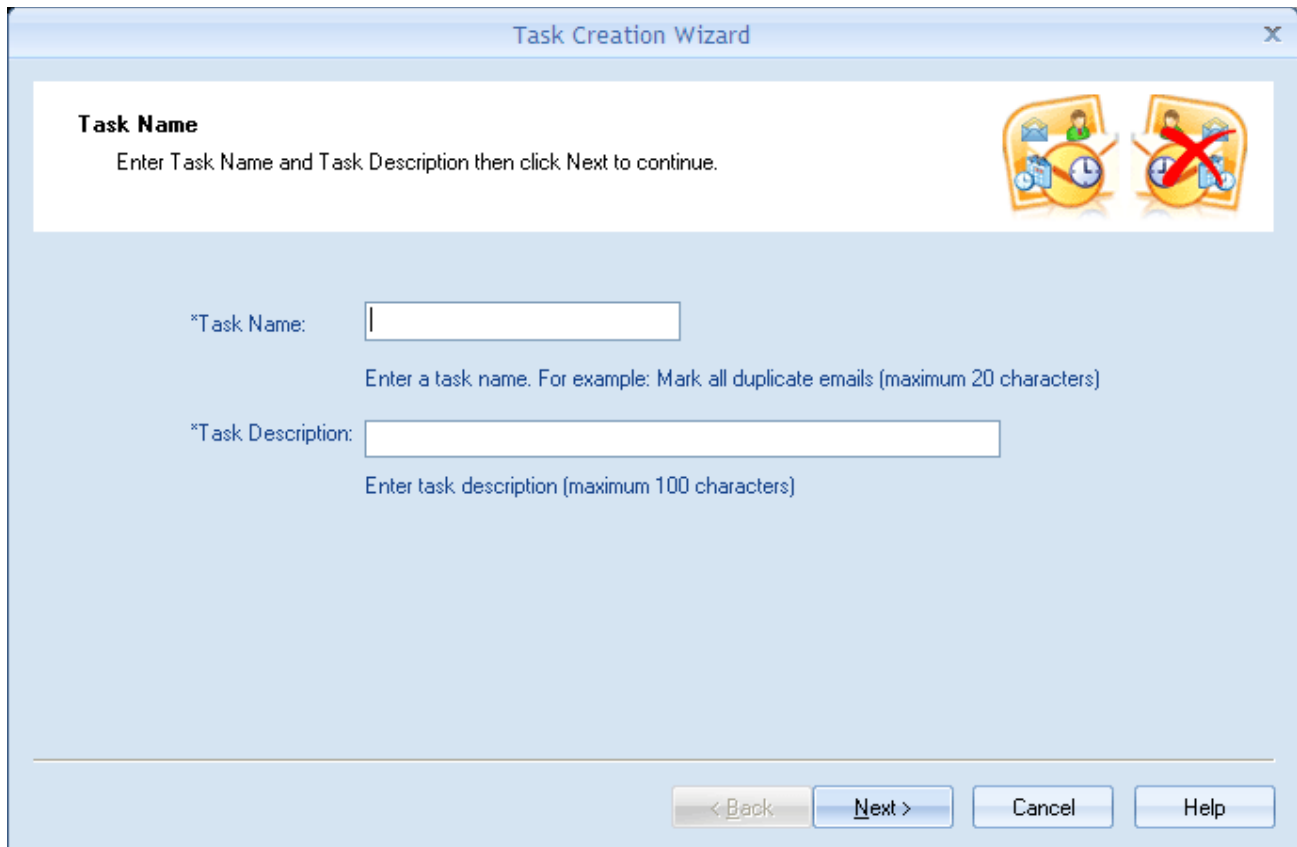 Task Creation Wizard
X
Task Name
Enter Task Name and Task Description then click Next to continue.
*Task Name:
Enter a task name. For example: Mark all duplicate emails (maximum 20 characters)
*Task Description:
Enter task description (maximum 100 characters)
< Back Next > Cancel Help